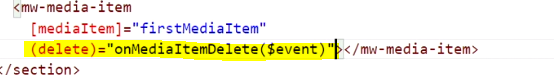 <mw-media-item
[mediaItem]="firstMediaItem"
(delete)="onMediaItemDelete($event)"></mw-media-item>
</section>